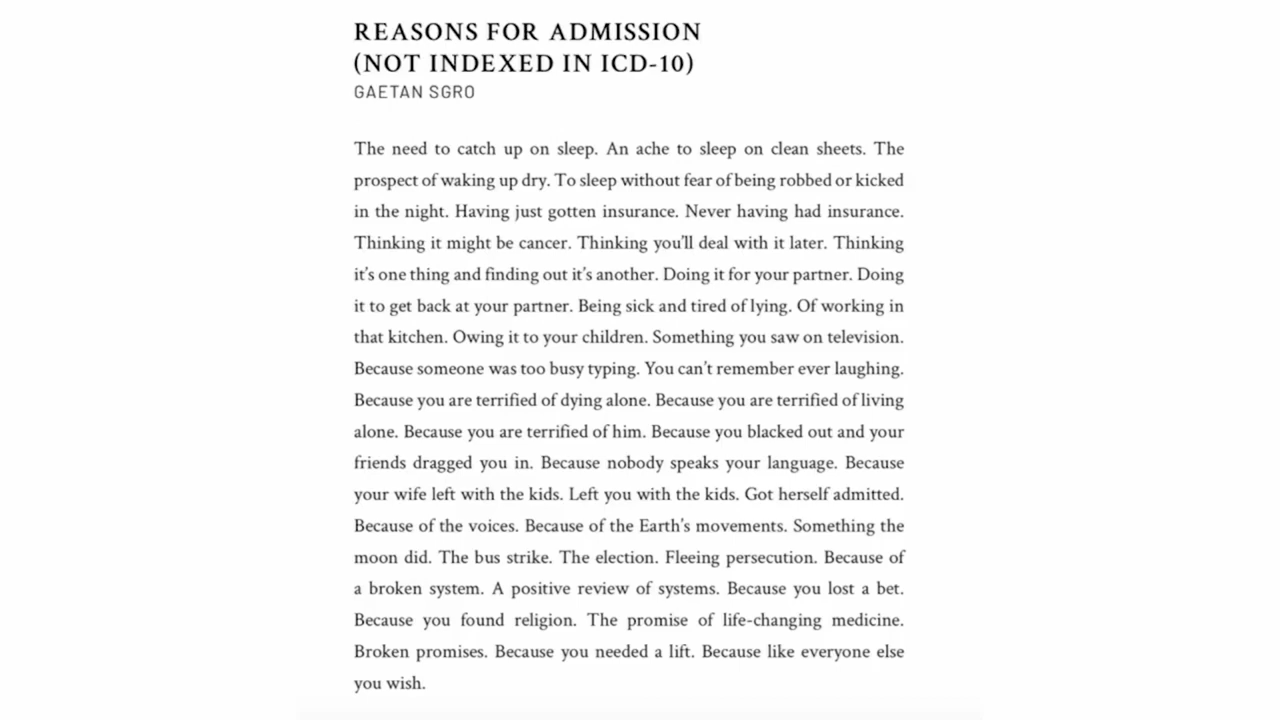 REASONS FOR ADMISSION
(NOT INDEXED IN ICD-10)
GAETAN SGRO
The need to catch up on sleep. An ache to sleep on clean sheets. The
prospect of waking up dry. To sleep without fear of being robbed or kicked
in the night. Having just gotten insurance. Never having had insurance.
Thinking it might be cancer. Thinking you’ll deal with it later. Thinking
it’s one thing and finding out it’s another. Doing it for your partner. Doing
it to get back at your partner. Being sick and tired of lying. Of working in
that kitchen. Owing it to your children. Something you saw on television.
Because someone was too busy typing. You can’t remember ever laughing.
Because you are terrified of dying alone. Because you are terrified of living
alone. Because you are terrified of him. Because you blacked out and your
friends dragged you in. Because nobody speaks your language. Because
your wife left with the kids. Left you with the kids. Got herself admitted.
Because of the voices. Because of the Earth’s movements. Something the
moon did. The bus strike. The election. Fleeing persecution. Because of
a broken system. A positive review of systems. Because you lost a bet.
Because you found religion. The promise of life-changing medicine.
Broken promises. Because you needed a lift. Because like everyone else
you wish.